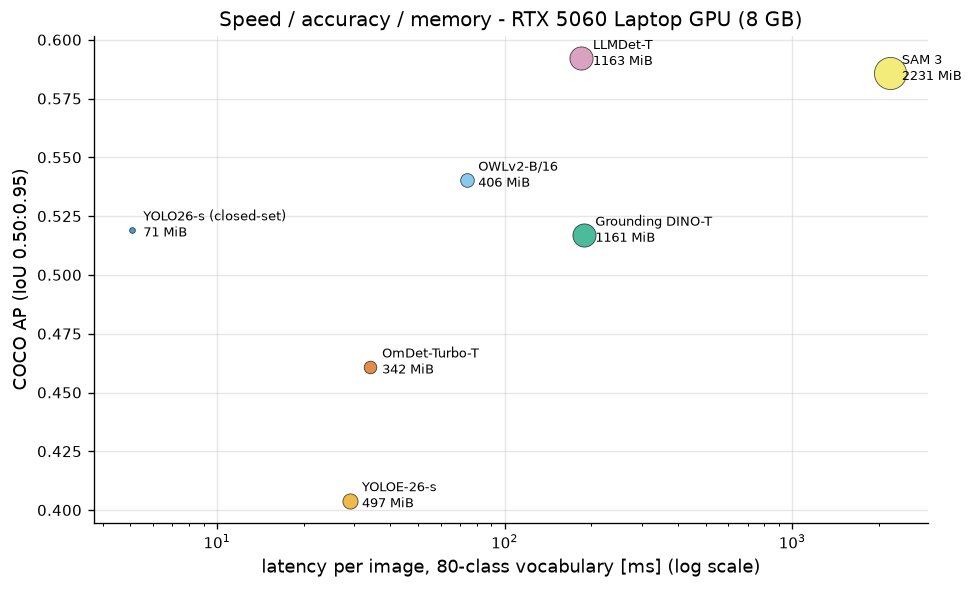 Speed / accuracy / memory - RTX 5060 Laptop GPU (8 GB)
0.600
LLMDet-T
1163 MiB
SAM 3
2231 MiB
0.575
0.550
OWLv2-B/16
406 MiB
0.525
YOLO26-s (closed-set)
71 MiB
Grounding DINO-T
1161 MiB
0.500
0.475
OmDet-Turbo-T
342 MiB
0.450
0.425
YOLOE-26-s
497 MiB
0.400
COCO AP (IoU 0.50:0.95)
10¹
10²
10³
latency per image, 80-class vocabulary [ms] (log scale)